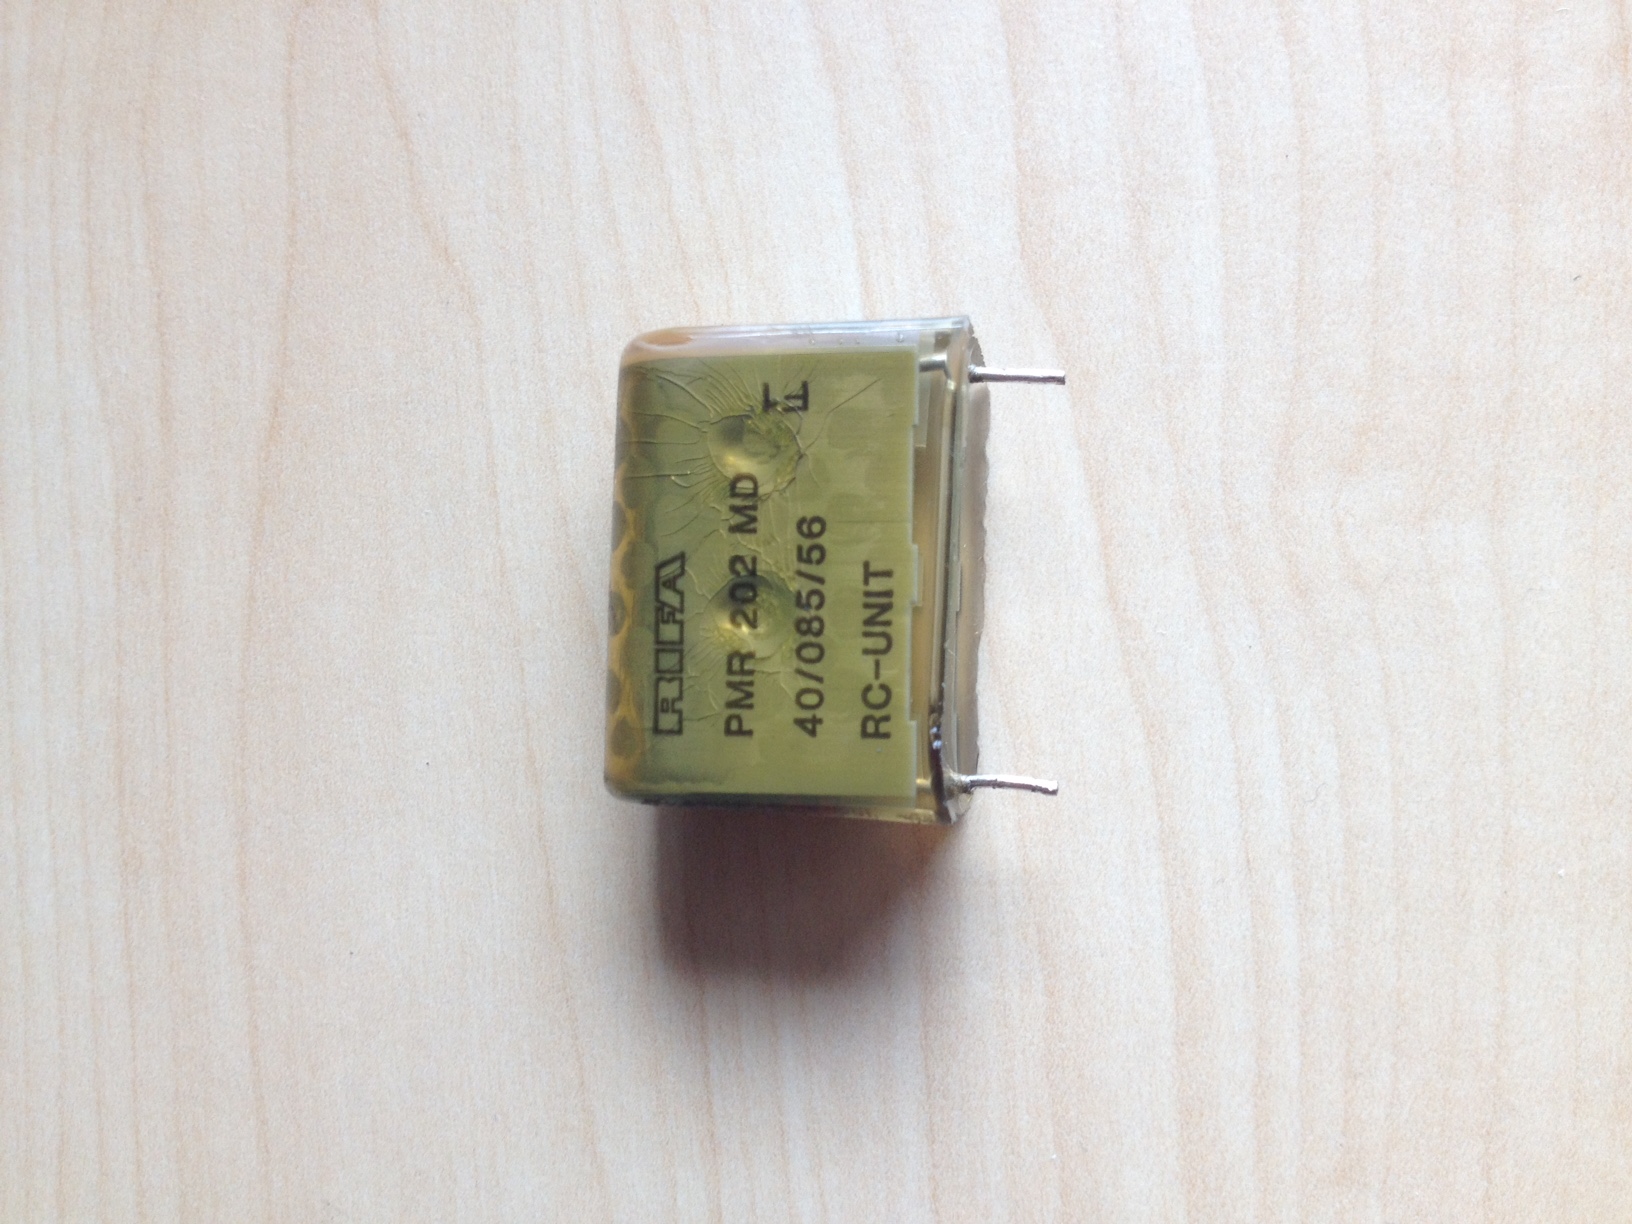 RIFA
PMR 202 MD
40/085/56
RC-UNIT